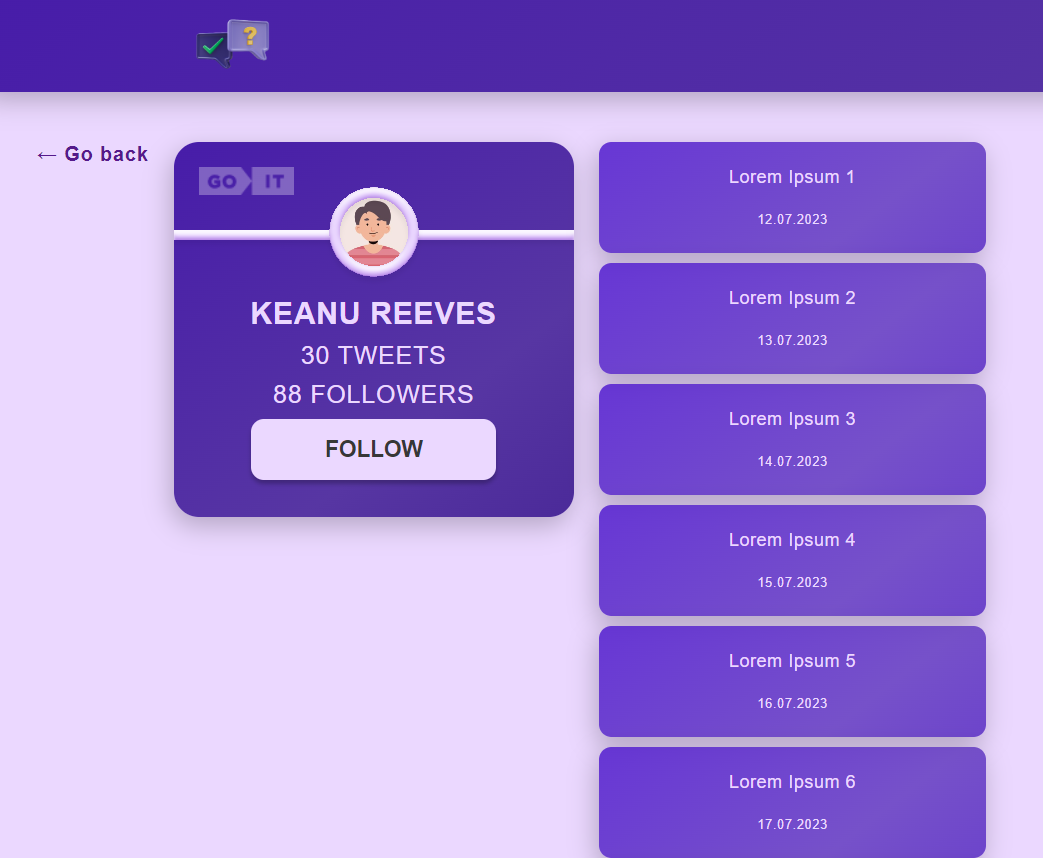 ?
← Go back
GO IT
KEANU REEVES
30 TWEETS
88 FOLLOWERS
FOLLOW
Lorem Ipsum 1
12.07.2023
Lorem Ipsum 2
13.07.2023
Lorem Ipsum 3
14.07.2023
Lorem Ipsum 4
15.07.2023
Lorem Ipsum 5
16.07.2023
Lorem Ipsum 6
17.07.2023